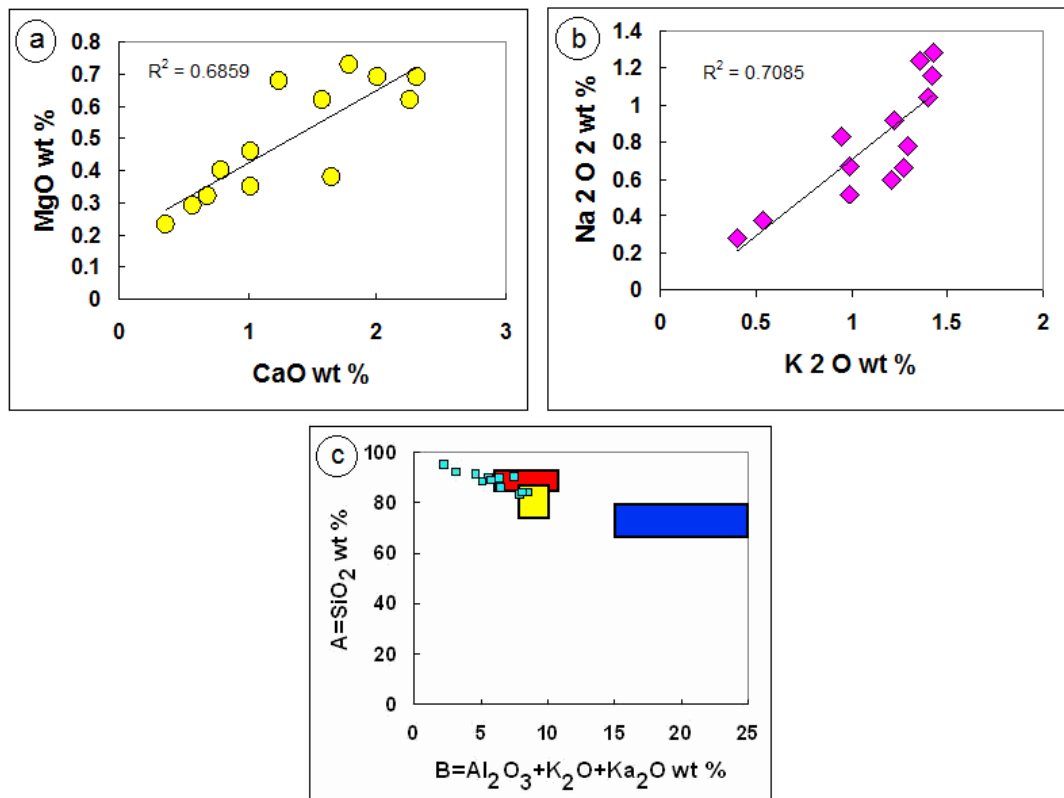 a
R² = 0.6859
MgO wt %
0.8
0.7
0.6
0.5
0.4
0.3
0.2
0.1
0
0 1 2 3
CaO wt %
b
R² = 0.7085
Na 2 O 2 wt %
1.4
1.2
1
0.8
0.6
0.4
0.2
0
0 0.5 1 1.5 2
K 2 O wt %
c
A=SiO₂ wt %
100
80
60
40
20
0
0 5 10 15 20 25
B=Al₂O₃+K₂O+Ka₂O wt %